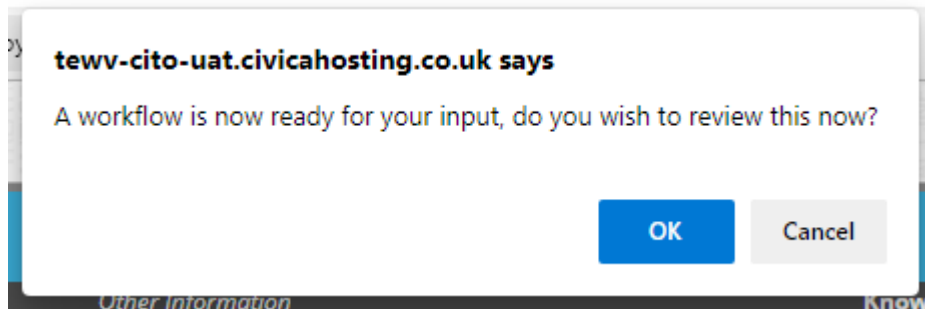 tewv-cito-uat.civicahosting.co.uk says
A workflow is now ready for your input, do you wish to review this now?
OK Cancel
Other Information Know